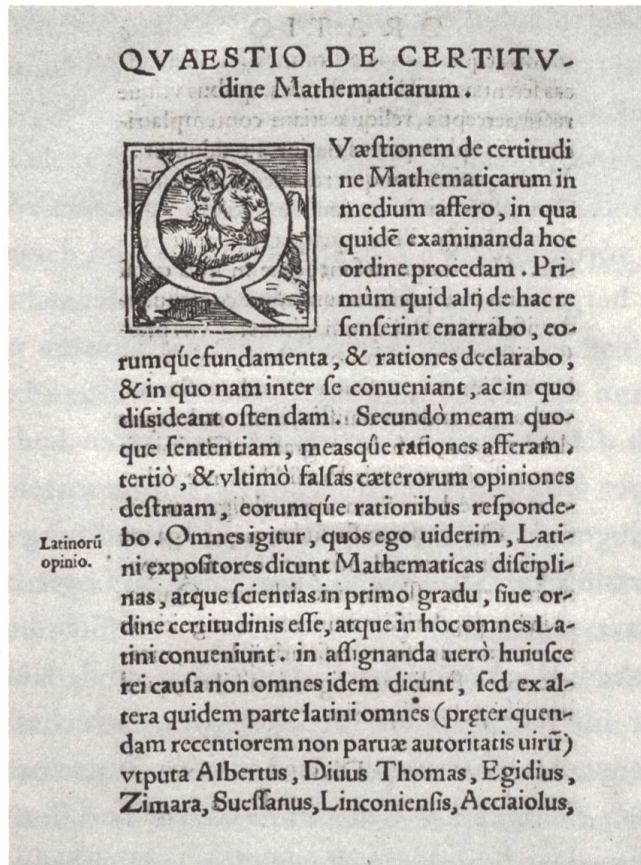 QVAESTIO DE CERTITV-
dine Mathematicarum.
QVæſtionem de certitudi
ne Mathematicarum in
medium affero, in qua
quidē examinanda hoc
ordine procedam. Pri-
mùm quid alij de hac re
ſenſerint enarrabo, eo-
rumq́ue fundamenta, & rationes declarabo,
& in quo nam inter ſe conueniant, ac in quo
diſsideant oſtendam. Secundò meam quo-
que ſententiam, measq́ue rationes afferam,
tertiò, & vltimò falſas cæterorum opiniones
deſtruam, eorumq́ue rationibus reſponde-
Latinorū
opinio.
bo. Omnes igitur, quos ego uiderim, Lati-
ni expoſitores dicunt Mathematicas diſcipli-
nas, atque ſcientias in primo gradu, ſiue or-
dine certitudinis eſſe, atque in hoc omnes La-
tini conueniunt. in aſsignanda uerò huiuſce
rei cauſa non omnes idem dicunt, ſed ex al-
tera quidem parte latini omnes (pręter quen-
dam recentiorem non paruæ autoritatis uirū)
vtputa Albertus, Diuus Thomas, Egidius,
Zimara, Sueſſanus, Linconienſis, Acciaiolus,